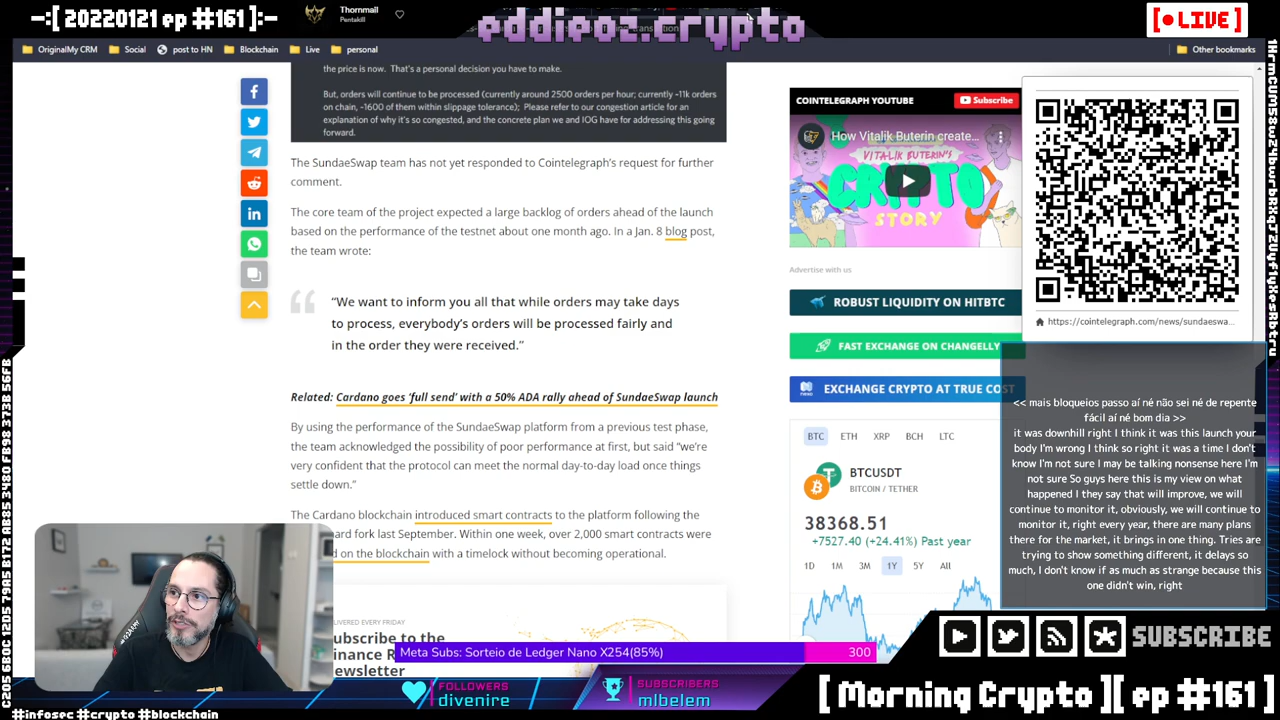 -:[ 20220121 ep #161]:-
Thornmail
Pentakill
eddieoz.crypto
[● LIVE]
OriginalMy CRM
Social
post to HN
Blockchain
Live
personal
Other bookmarks
the price is now. That's a personal decision you have to make.
But, orders will continue to be processed (currently around 2500 orders per hour; currently ~11k orders
on chain, ~1600 of them within slippage tolerance); Please refer to our congestion article for an
explanation of why it's so congested, and the concrete plan we and IOG have for addressing this going
forward.
The SundaeSwap team has not yet responded to Cointelegraph's request for further
comment.
The core team of the project expected a large backlog of orders ahead of the launch
based on the performance of the testnet about one month ago. In a Jan. 8 blog post,
the team wrote:
“We want to inform you all that while orders may take days
to process, everybody's orders will be processed fairly and
in the order they were received.”
Related: Cardano goes ‘full send’ with a 50% ADA rally ahead of SundaeSwap launch
By using the performance of the SundaeSwap platform from a previous test phase,
the team acknowledged the possibility of poor performance at first, but said “we're
very confident that the protocol can meet the normal day-to-day load once things
settle down.”
The Cardano blockchain introduced smart contracts to the platform following the
ard fork last September. Within one week, over 2,000 smart contracts were
d on the blockchain with a timelock without becoming operational.
LIVERED EVERY FRIDAY
ubscribe to the
inance R
ewsletter
COINTELEGRAPH YOUTUBE
Subscribe
How Vitalik Buterin create...
VITALIK BUTERIN'S
CRYPTO
STORY
Advertise with us
ROBUST LIQUIDITY ON HITBTC
FAST EXCHANGE ON CHANGELLY
EXCHANGE CRYPTO AT TRUE COST
BTC
ETH
XRP
BCH
LTC
BTCUSDT
BITCOIN / TETHER
38368.51
+7527.40 (+24.41%) Past year
1D
1M
3M
1Y
5Y
All
https://cointelegraph.com/news/sundaeswa...
<< mais bloqueios passo aí né não sei né de repente
fácil aí né bom dia >>
it was downhill right I think it was this launch your
body I'm wrong I think so right it was a time I don't
know I'm not sure I may be talking nonsense here I'm
not sure So guys here this is my view on what
happened I they say that will improve, we will
continue to monitor it, obviously, we will continue to
monitor it, right every year, there are many plans
there for the market, it brings in one thing. Tries are
trying to show something different, it delays so
much, I don't know if as much as strange because this
one didn't win, right
SUBSCRIBE
Meta Subs: Sorteio de Ledger Nano X254(85%)
300
FOLLOWERS
divenire
SUBSCRIBERS
mlbelem
[ Morning Crypto ][ ep #161 ]
#infosec #crypto #blockchain